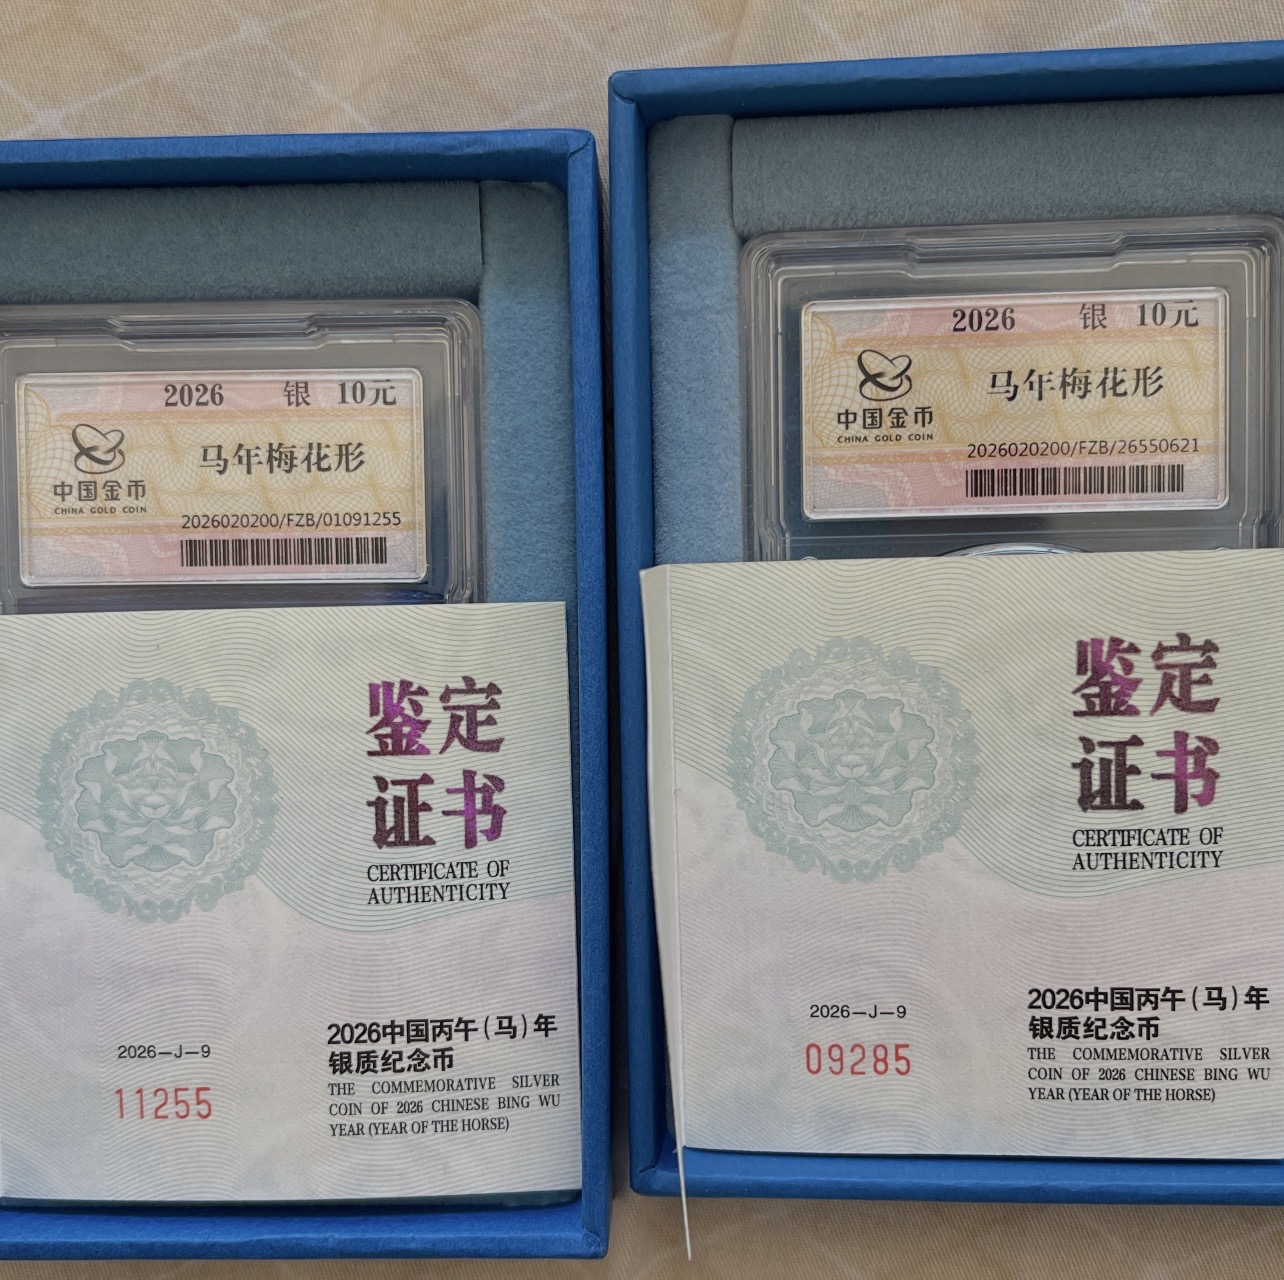 2026 银 10元
中国金币
CHINA GOLD COIN
马年梅花形
2026020200/FZB/01091255
鉴定
证书
CERTIFICATE OF
AUTHENTICITY
2026-J-9
11255
2026中国丙午(马)年
银质纪念币
THE COMMEMORATIVE SILVER
COIN OF 2026 CHINESE BING WU
YEAR (YEAR OF THE HORSE)
2026 银 10元
中国金币
CHINA GOLD COIN
马年梅花形
2026020200/FZB/26550621
鉴定
证书
CERTIFICATE OF
AUTHENTICITY
2026-J-9
09285
2026中国丙午(马)年
银质纪念币
THE COMMEMORATIVE SILVER
COIN OF 2026 CHINESE BING WU
YEAR (YEAR OF THE HORSE)